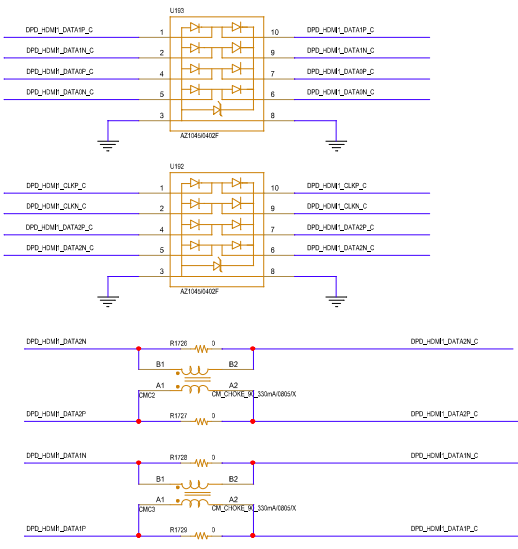 U193
DPD_HDMI1_DATA1P_C 1 10 DPD_HDMI1_DATA1P_C
DPD_HDMI1_DATA1N_C 2 9 DPD_HDMI1_DATA1N_C
DPD_HDMI1_DATA0P_C 4 7 DPD_HDMI1_DATA0P_C
DPD_HDMI1_DATA0N_C 5 6 DPD_HDMI1_DATA0N_C
3 8
AZ1045/0402F
U192
DPD_HDMI1_CLKP_C 1 10 DPD_HDMI1_CLKP_C
DPD_HDMI1_CLKN_C 2 9 DPD_HDMI1_CLKN_C
DPD_HDMI1_DATA2P_C 4 7 DPD_HDMI1_DATA2P_C
DPD_HDMI1_DATA2N_C 5 6 DPD_HDMI1_DATA2N_C
3 8
AZ1045/0402F
DPD_HDMI1_DATA2N R1726 0 DPD_HDMI1_DATA2N_C
B1 B2
A1 A2
CMC2 CM_CHOKE_90_330mA/0805/X
DPD_HDMI1_DATA2P R1727 0 DPD_HDMI1_DATA2P_C
DPD_HDMI1_DATA1N R1728 0 DPD_HDMI1_DATA1N_C
B1 B2
A1 A2
CMC3 CM_CHOKE_90_330mA/0805/X
DPD_HDMI1_DATA1P R1729 0 DPD_HDMI1_DATA1P_C